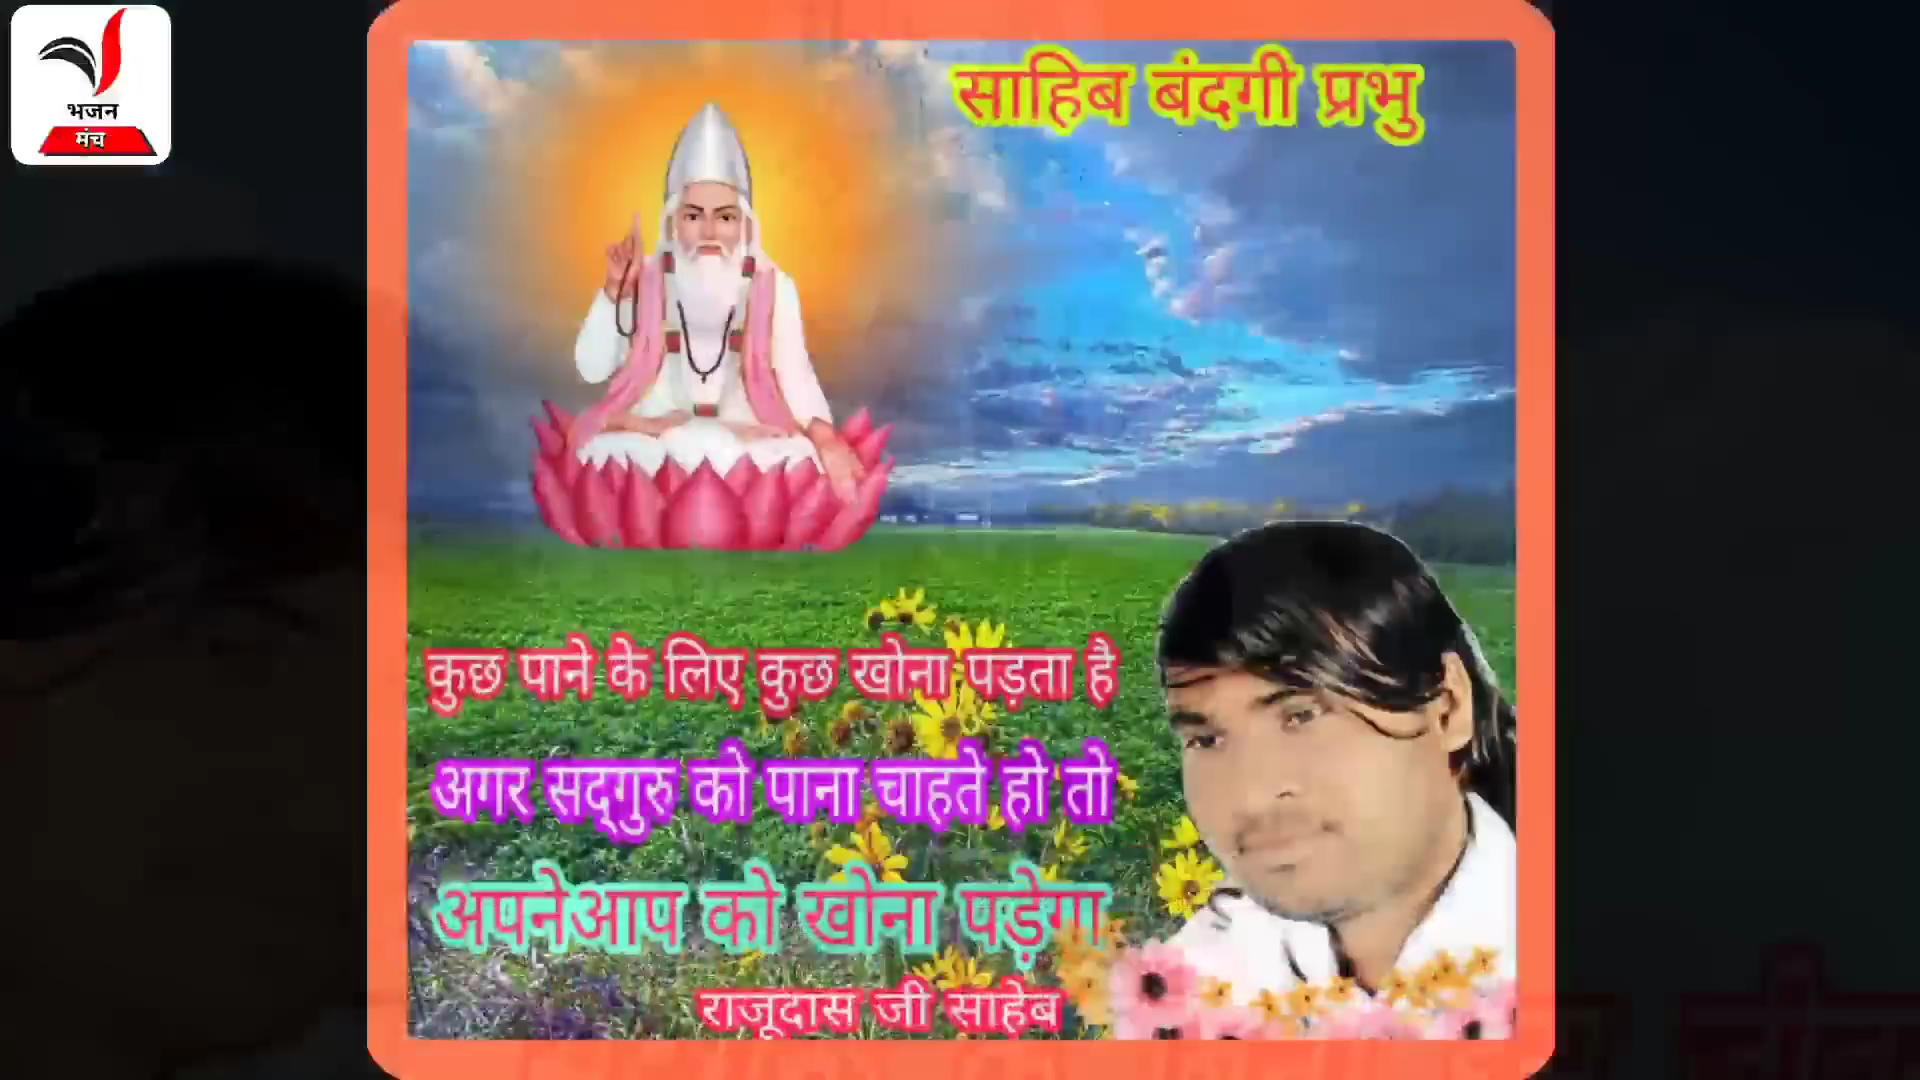 भजन
मंच
साहिब बंदगी प्रभु
कुछ पाने के लिए कुछ खोना पड़ता है
अगर सद्गुरु को पाना चाहते हो तो
अपनेआप को खोना पड़ेगा
राजूदास जी साहेब